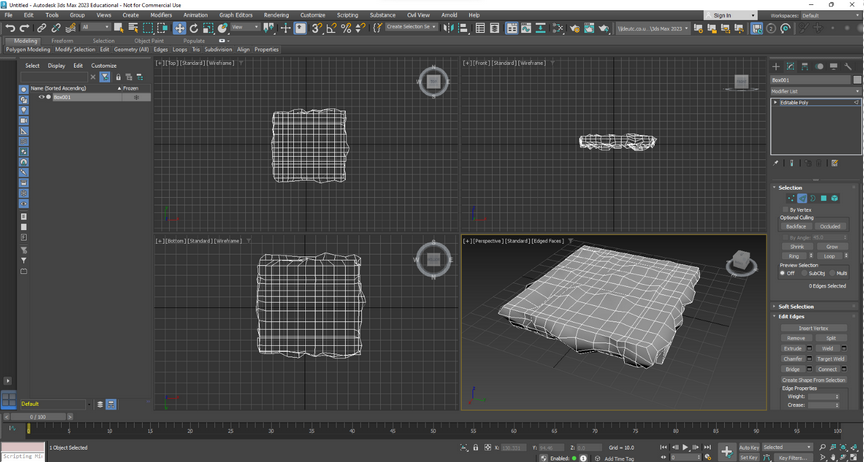 Untitled - Autodesk 3ds Max 2023 Educational - Not for Commercial Use
File Edit Tools Group Views Create Modifiers Animation Graph Editors Rendering Customize Scripting Substance Civil View Arnold Help
Sign In Workspaces: Default
All View Create Selection Se
Modeling Freeform Selection Object Paint Populate
Polygon Modeling Modify Selection Edit Geometry (All) Edges Loops Tris Subdivision Align Properties
Select Display Edit Customize
Name (Sorted Ascending) Frozen
Box001
[+] [Top] [Standard] [Wireframe]
[+] [Front] [Standard] [Wireframe]
[+] [Bottom] [Standard] [Wireframe]
[+] [Perspective] [Standard] [Edged Faces]
Box001
Modifier List
Editable Poly
Selection
By Vertex
Optional Culling
Backface Occluded
By Angle: 45.0
Shrink Grow
Ring Loop
Preview Selection
Off SubObj Multi
0 Edges Selected
Soft Selection
Edit Edges
Insert Vertex
Remove Split
Extrude Weld
Chamfer Target Weld
Bridge Connect
Create Shape From Selection
Edge Properties
Weight:
Crease:
Default
0 / 100
0 5 10 15 20 25 30 35 40 45 50 55 60 65 70 75 80 85 90 95 100
1 Object Selected
Scripting Mi
X: Y: Z: Grid = 10.0
Enabled: Add Time Tag
Auto Key Selected
Set Key Key Filters...